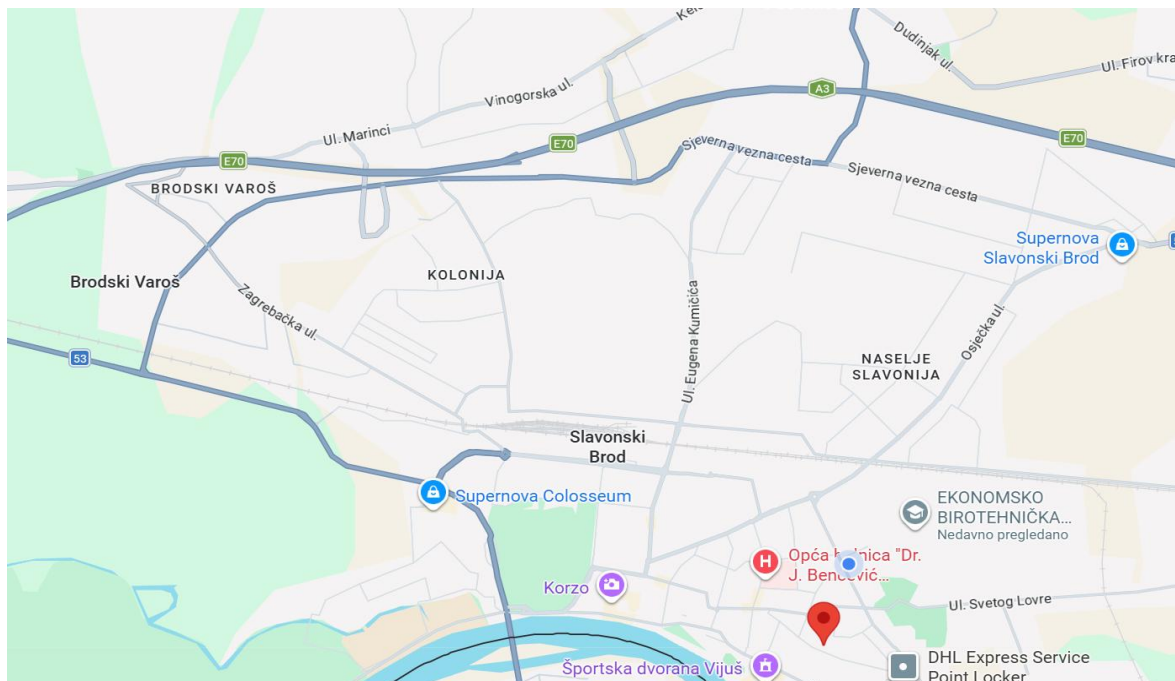 Dudinjak ul.
Ul. Firov kra
A3
Vinogorska ul.
Ul. Marinci
E70
E70
E70
Sjeverna vezna cesta
Sjeverna vezna cesta
BRODSKI VAROŠ
Supernova
Slavonski Brod
KOLONIJA
Brodski Varoš
Zagrebačka ul.
Ul. Eugena Kumičića
Osječka ul.
53
NASELJE
SLAVONIJA
Slavonski
Brod
Supernova Colosseum
EKONOMSKO
BIROTEHNIČKA...
Nedavno pregledano
H
Opća bolnica "Dr.
J. Benčević...
Korzo
Ul. Svetog Lovre
Športska dvorana Vijuš
DHL Express Service
Point Locker